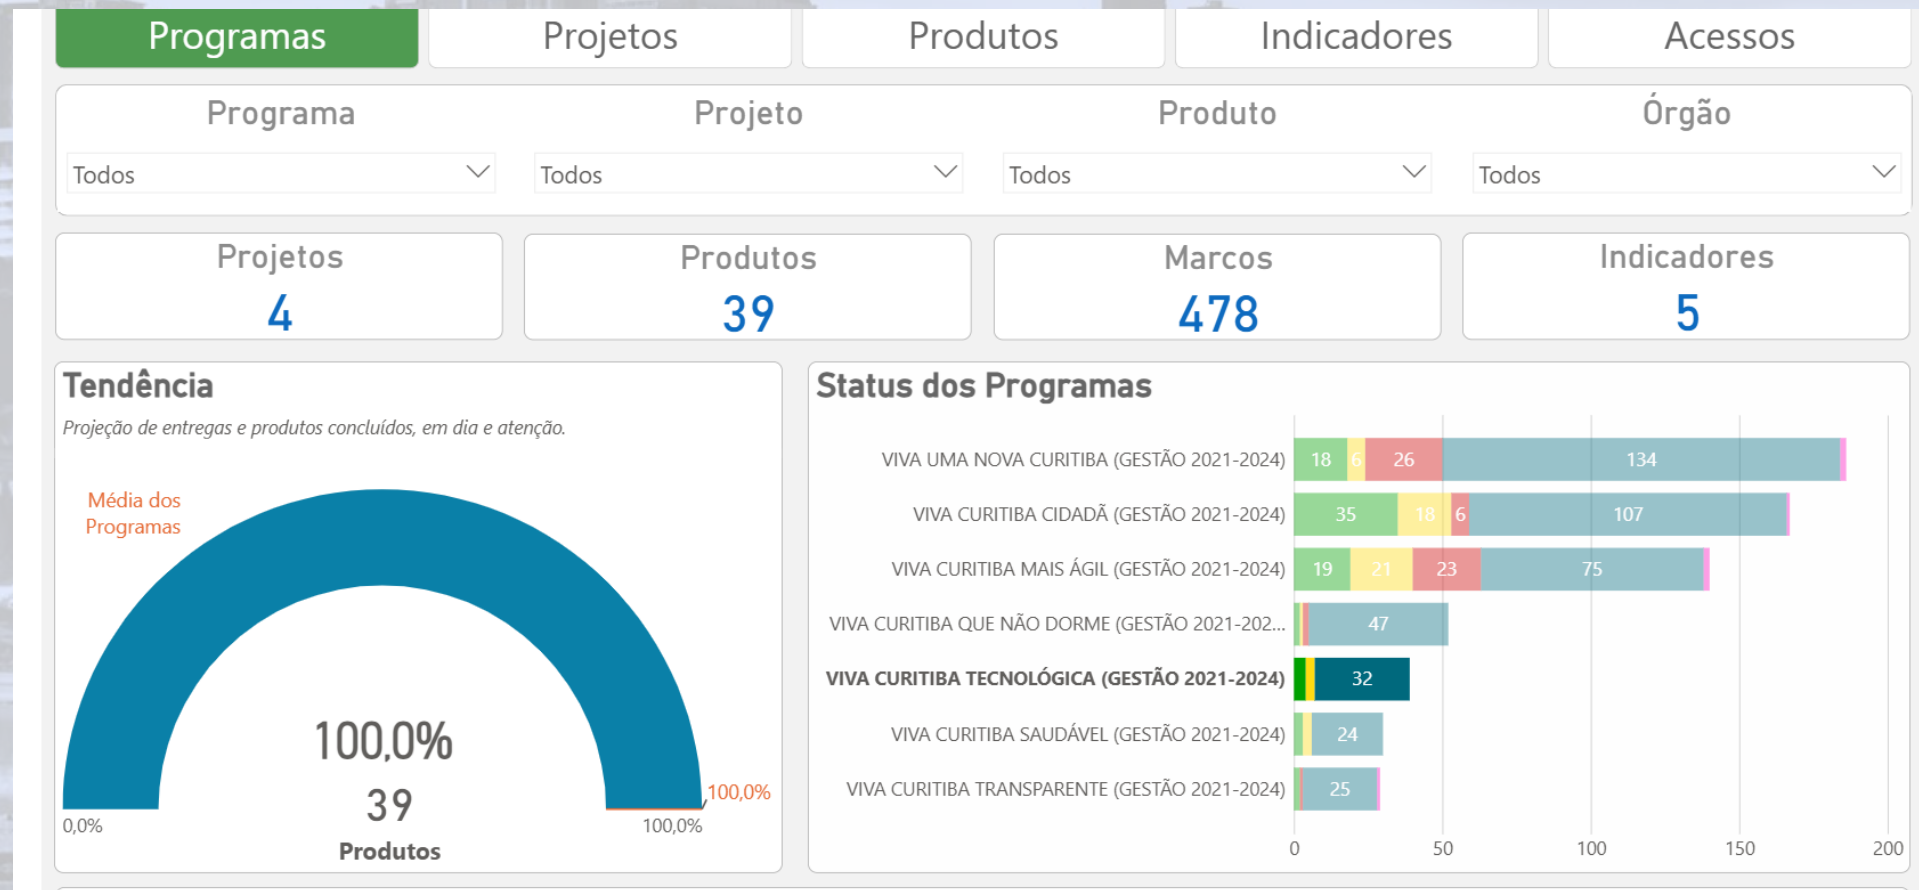 Programas
Projetos
Produtos
Indicadores
Acessos
Programa
Projeto
Produto
Órgão
Todos
Todos
Todos
Todos
Projetos
4
Produtos
39
Marcos
478
Indicadores
5
Tendência
Projeção de entregas e produtos concluídos, em dia e atenção.
Média dos
Programas
100,0%
39
Produtos
0,0%
100,0%
100,0%
Status dos Programas
VIVA UMA NOVA CURITIBA (GESTÃO 2021-2024) 18 6 26 134
VIVA CURITIBA CIDADÃ (GESTÃO 2021-2024) 35 18 6 107
VIVA CURITIBA MAIS ÁGIL (GESTÃO 2021-2024) 19 21 23 75
VIVA CURITIBA QUE NÃO DORME (GESTÃO 2021-202... 47
VIVA CURITIBA TECNOLÓGICA (GESTÃO 2021-2024) 32
VIVA CURITIBA SAUDÁVEL (GESTÃO 2021-2024) 24
VIVA CURITIBA TRANSPARENTE (GESTÃO 2021-2024) 25
0 50 100 150 200